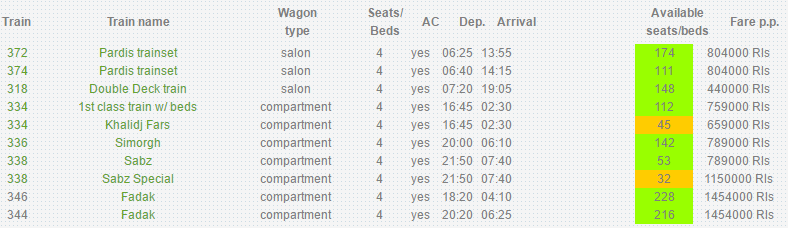 Train Train name Wagon type Seats/ Beds AC Dep. Arrival Available seats/beds Fare p.p.
372 Pardis trainset salon 4 yes 06:25 13:55 174 804000 Rls
374 Pardis trainset salon 4 yes 06:40 14:15 111 804000 Rls
318 Double Deck train salon 4 yes 07:20 19:05 148 440000 Rls
334 1st class train w/ beds compartment 4 yes 16:45 02:30 112 759000 Rls
334 Khalidj Fars compartment 4 yes 16:45 02:30 45 659000 Rls
336 Simorgh compartment 4 yes 20:00 06:10 142 789000 Rls
338 Sabz compartment 4 yes 21:50 07:40 53 789000 Rls
338 Sabz Special compartment 4 yes 21:50 07:40 32 1150000 Rls
346 Fadak compartment 4 yes 18:20 04:10 228 1454000 Rls
344 Fadak compartment 4 yes 20:20 06:25 216 1454000 Rls